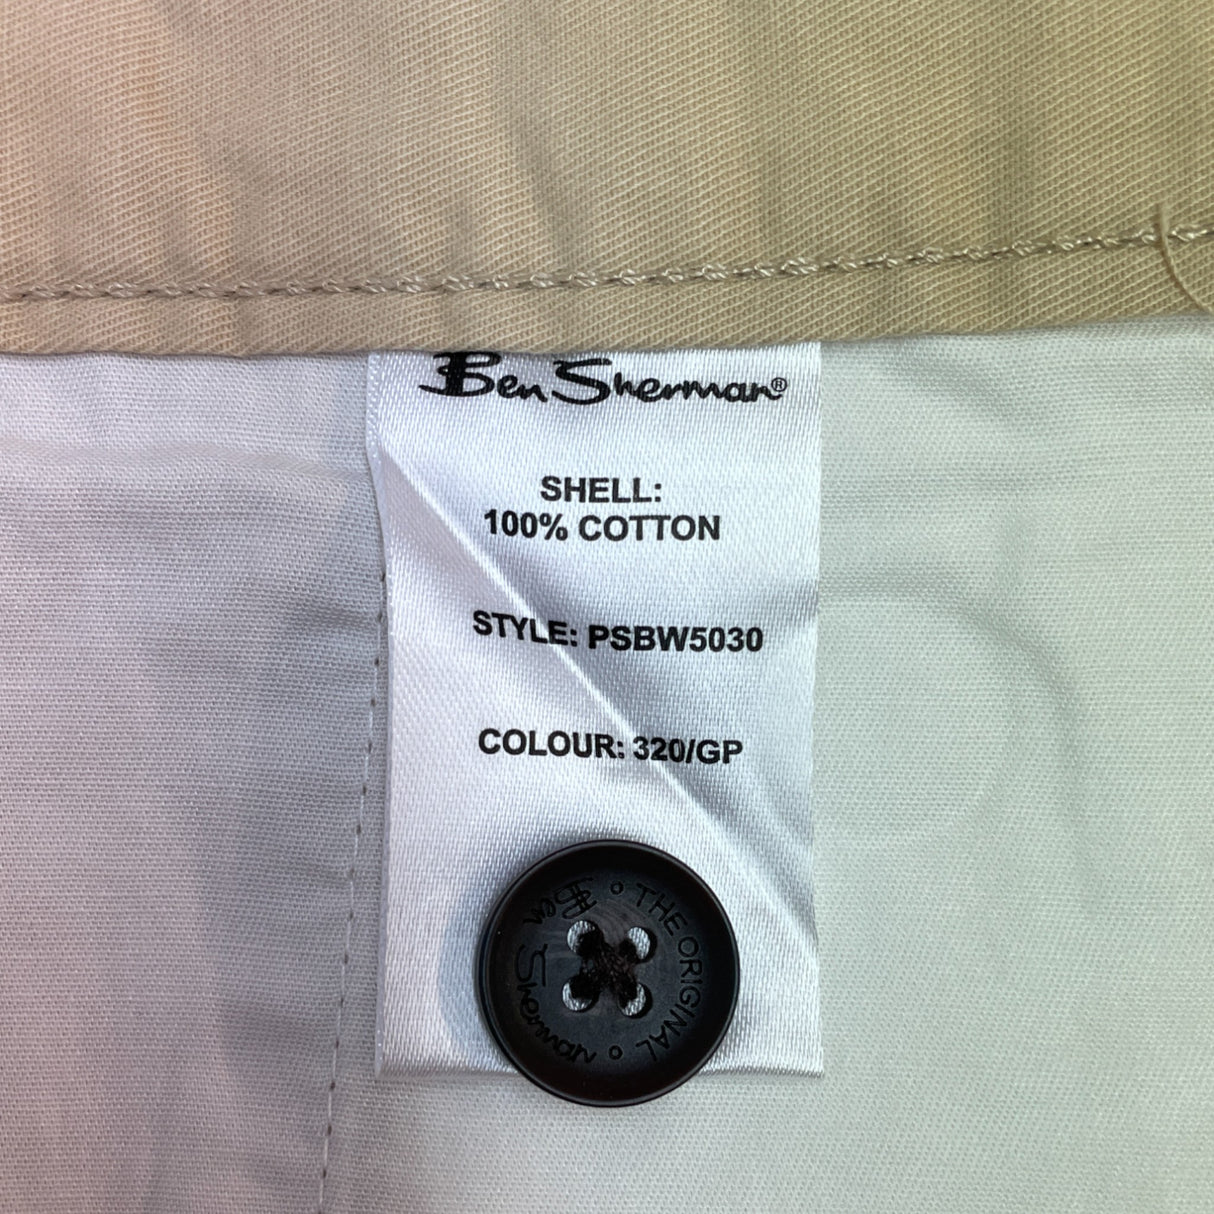 Ben Sherman®
SHELL:
100% COTTON
STYLE: PSBW5030
COLOUR: 320/GP
Ben Sherman
THE ORIGINAL